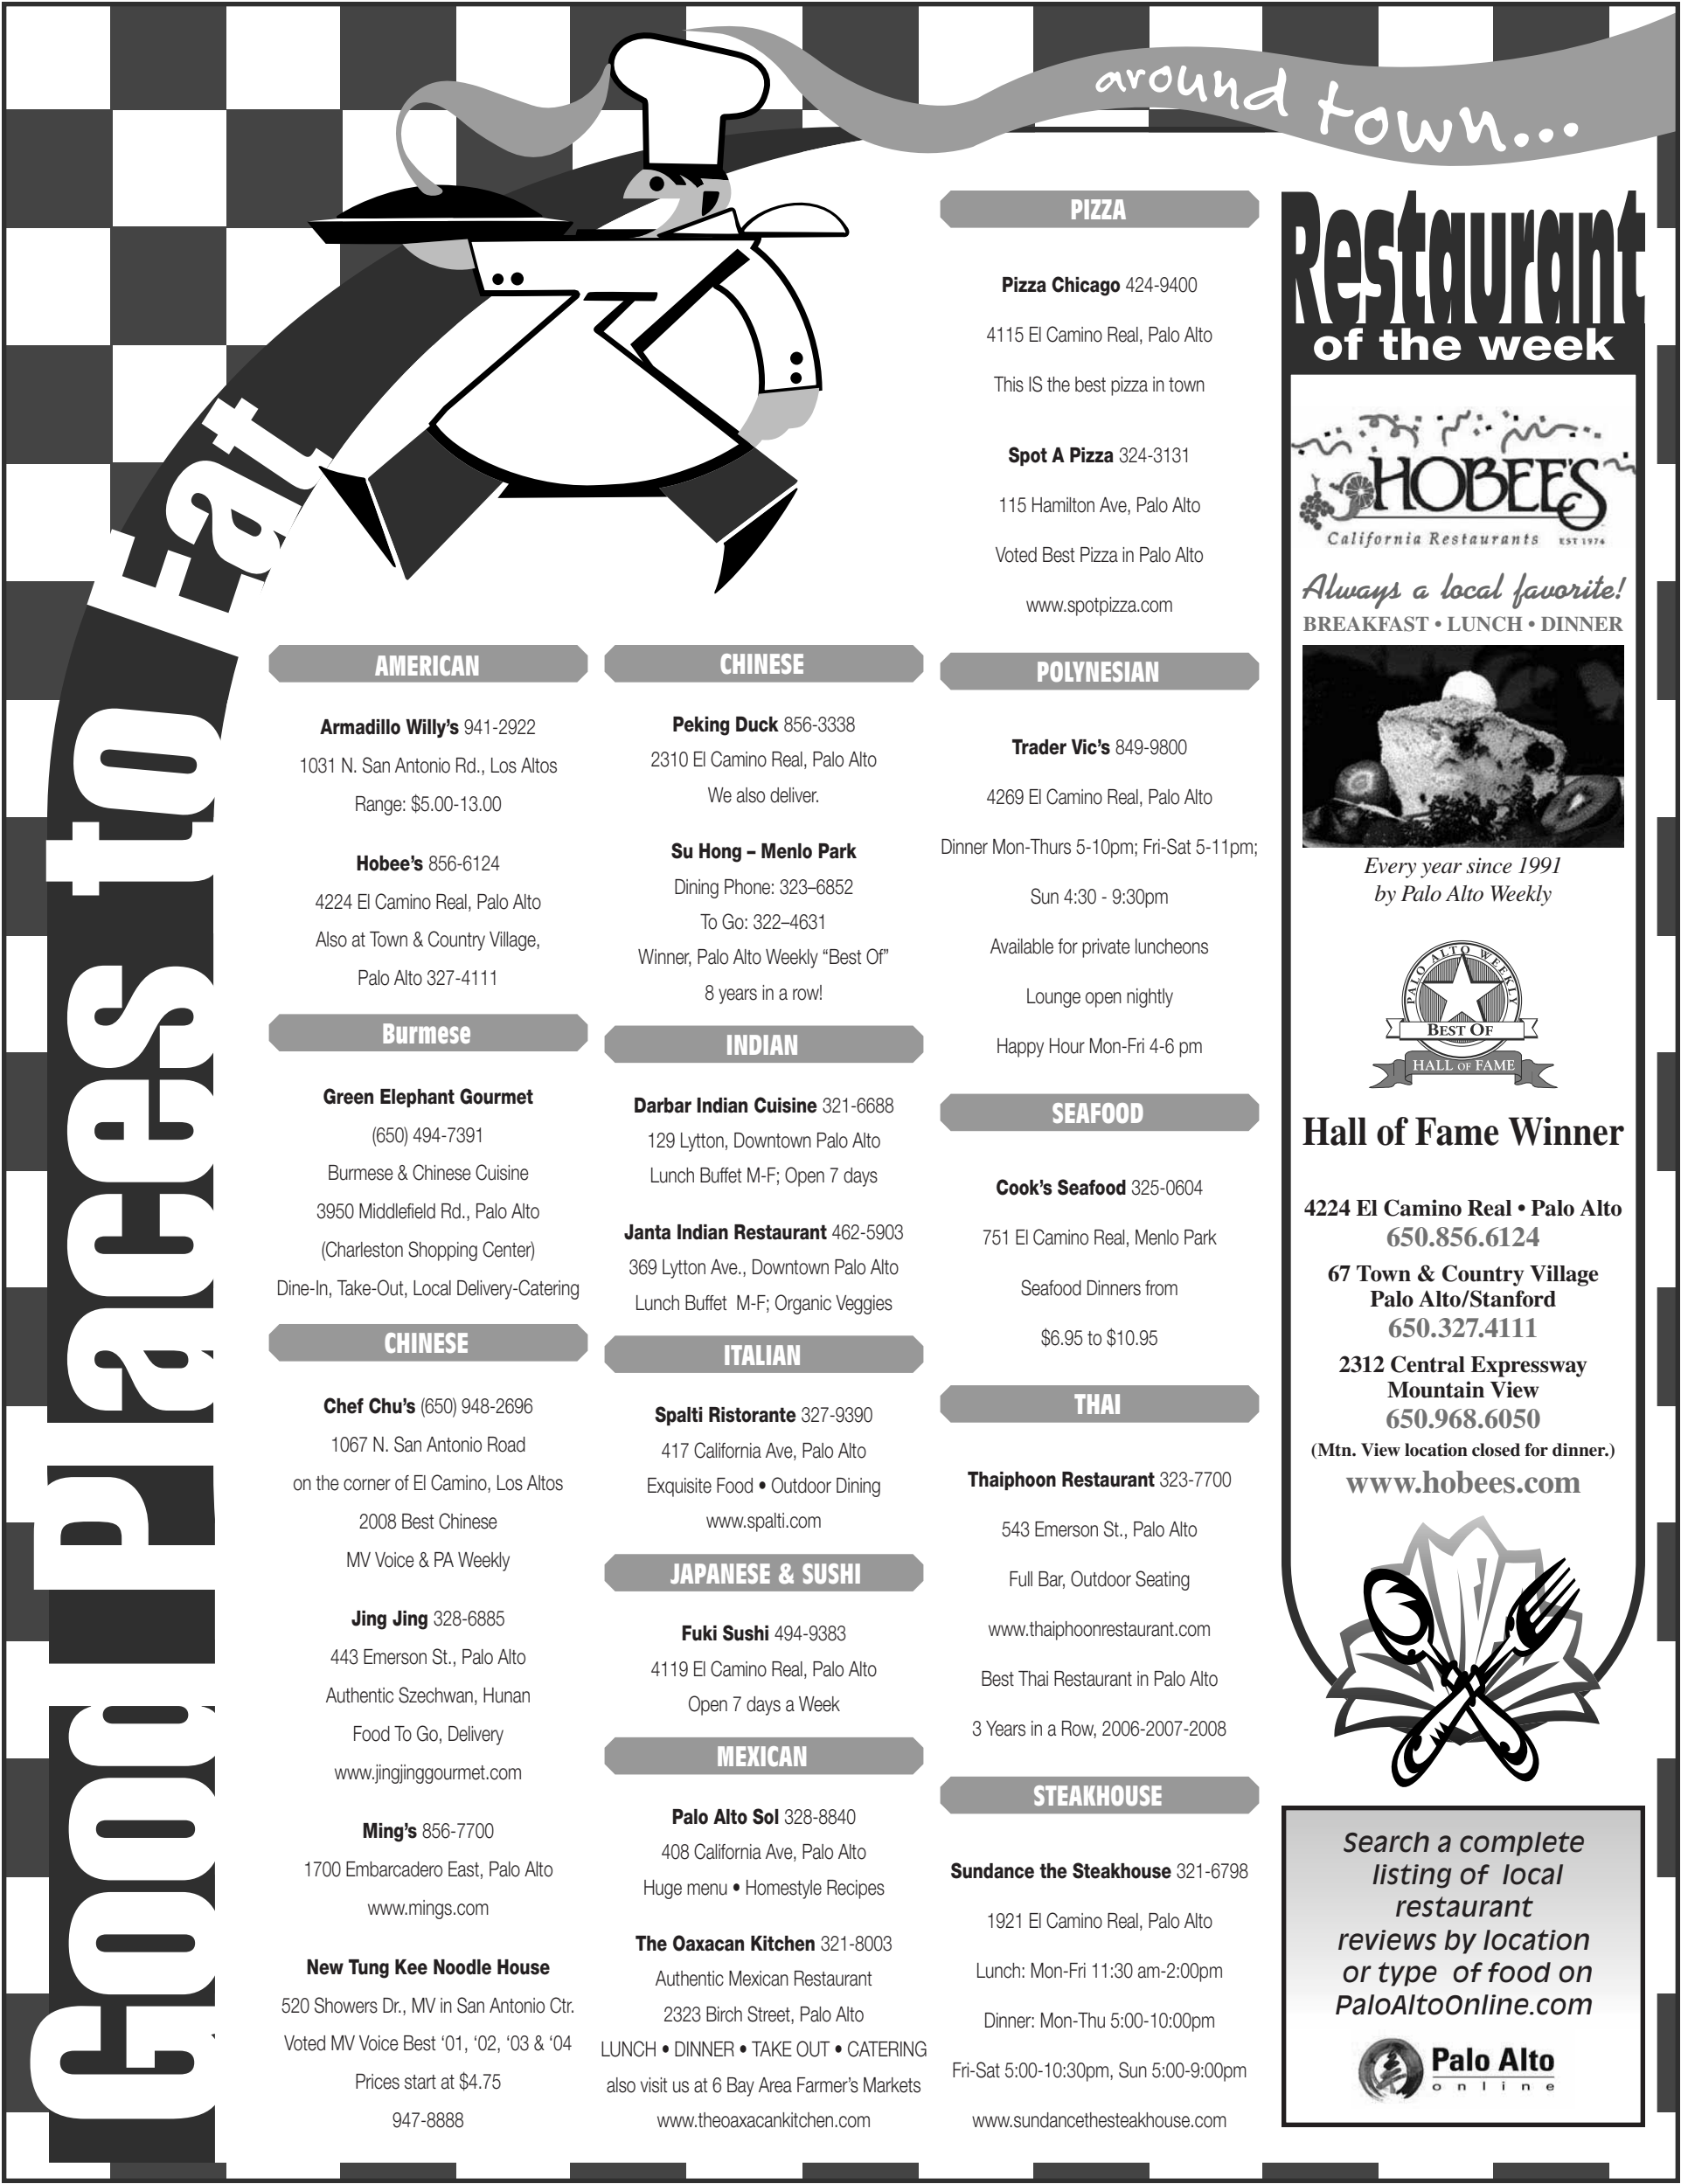 around town...
Good Places to Eat
AMERICAN
Armadillo Willy’s 941-2922
1031 N. San Antonio Rd., Los Altos
Range: $5.00-13.00
Hobee’s 856-6124
4224 El Camino Real, Palo Alto
Also at Town & Country Village,
Palo Alto 327-4111
Burmese
Green Elephant Gourmet
(650) 494-7391
Burmese & Chinese Cuisine
3950 Middlefield Rd., Palo Alto
(Charleston Shopping Center)
Dine-In, Take-Out, Local Delivery-Catering
CHINESE
Chef Chu’s (650) 948-2696
1067 N. San Antonio Road
on the corner of El Camino, Los Altos
2008 Best Chinese
MV Voice & PA Weekly
Jing Jing 328-6885
443 Emerson St., Palo Alto
Authentic Szechwan, Hunan
Food To Go, Delivery
www.jingjinggourmet.com
Ming’s 856-7700
1700 Embarcadero East, Palo Alto
www.mings.com
New Tung Kee Noodle House
520 Showers Dr., MV in San Antonio Ctr.
Voted MV Voice Best ‘01, ‘02, ‘03 & ‘04
Prices start at $4.75
947-8888
CHINESE
Peking Duck 856-3338
2310 El Camino Real, Palo Alto
We also deliver.
Su Hong – Menlo Park
Dining Phone: 323–6852
To Go: 322–4631
Winner, Palo Alto Weekly “Best Of”
8 years in a row!
INDIAN
Darbar Indian Cuisine 321-6688
129 Lytton, Downtown Palo Alto
Lunch Buffet M-F; Open 7 days
Janta Indian Restaurant 462-5903
369 Lytton Ave., Downtown Palo Alto
Lunch Buffet M-F; Organic Veggies
ITALIAN
Spalti Ristorante 327-9390
417 California Ave, Palo Alto
Exquisite Food • Outdoor Dining
www.spalti.com
JAPANESE & SUSHI
Fuki Sushi 494-9383
4119 El Camino Real, Palo Alto
Open 7 days a Week
MEXICAN
Palo Alto Sol 328-8840
408 California Ave, Palo Alto
Huge menu • Homestyle Recipes
The Oaxacan Kitchen 321-8003
Authentic Mexican Restaurant
2323 Birch Street, Palo Alto
LUNCH • DINNER • TAKE OUT • CATERING
also visit us at 6 Bay Area Farmer’s Markets
www.theoaxacankitchen.com
PIZZA
Pizza Chicago 424-9400
4115 El Camino Real, Palo Alto
This IS the best pizza in town
Spot A Pizza 324-3131
115 Hamilton Ave, Palo Alto
Voted Best Pizza in Palo Alto
www.spotpizza.com
POLYNESIAN
Trader Vic’s 849-9800
4269 El Camino Real, Palo Alto
Dinner Mon-Thurs 5-10pm; Fri-Sat 5-11pm;
Sun 4:30 - 9:30pm
Available for private luncheons
Lounge open nightly
Happy Hour Mon-Fri 4-6 pm
SEAFOOD
Cook’s Seafood 325-0604
751 El Camino Real, Menlo Park
Seafood Dinners from
$6.95 to $10.95
THAI
Thaiphoon Restaurant 323-7700
543 Emerson St., Palo Alto
Full Bar, Outdoor Seating
www.thaiphoonrestaurant.com
Best Thai Restaurant in Palo Alto
3 Years in a Row, 2006-2007-2008
STEAKHOUSE
Sundance the Steakhouse 321-6798
1921 El Camino Real, Palo Alto
Lunch: Mon-Fri 11:30 am-2:00pm
Dinner: Mon-Thu 5:00-10:00pm
Fri-Sat 5:00-10:30pm, Sun 5:00-9:00pm
www.sundancethesteakhouse.com
Restaurant
of the week
HOBEE'S
California Restaurants EST 1974
Always a local favorite!
BREAKFAST • LUNCH • DINNER
Every year since 1991
by Palo Alto Weekly
PALO ALTO WEEKLY
BEST OF
HALL OF FAME
Hall of Fame Winner
4224 El Camino Real • Palo Alto
650.856.6124
67 Town & Country Village
Palo Alto/Stanford
650.327.4111
2312 Central Expressway
Mountain View
650.968.6050
(Mtn. View location closed for dinner.)
www.hobees.com
Search a complete
listing of local
restaurant
reviews by location
or type of food on
PaloAltoOnline.com
Palo Alto
online